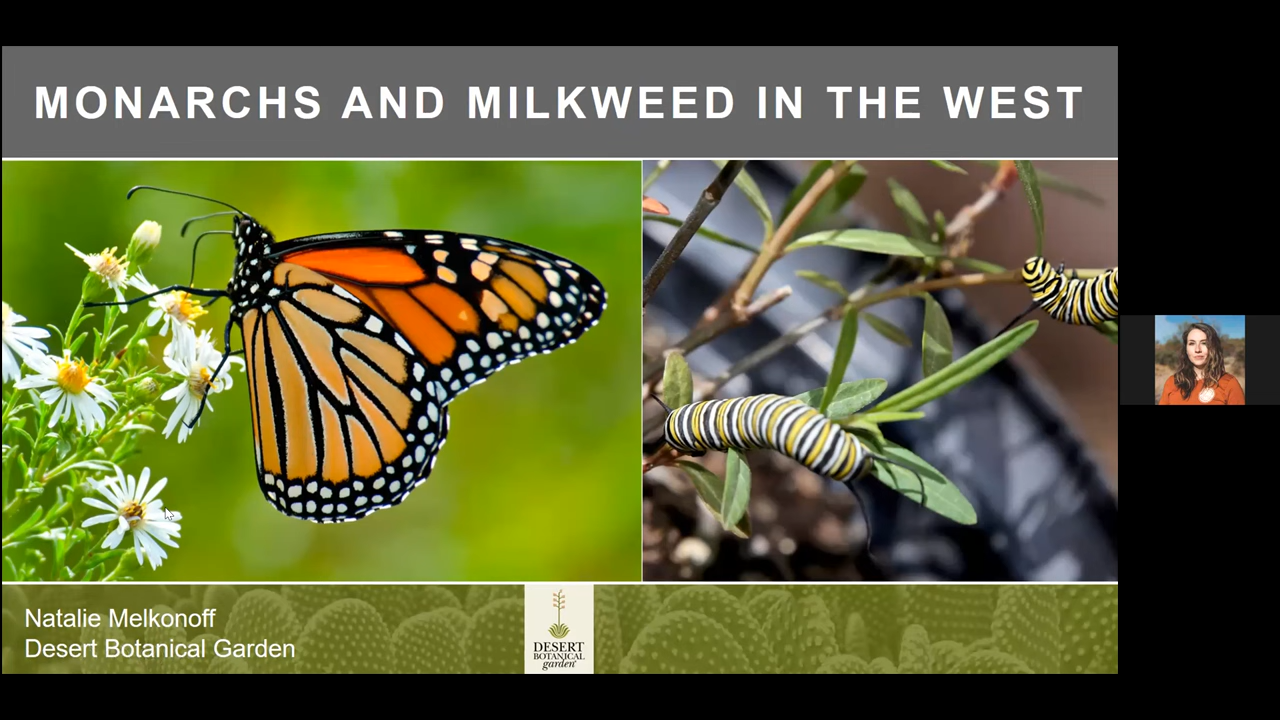 MONARCHS AND MILKWEED IN THE WEST
Natalie Melkonoff
Desert Botanical Garden
DESERT
BOTANICAL
garden